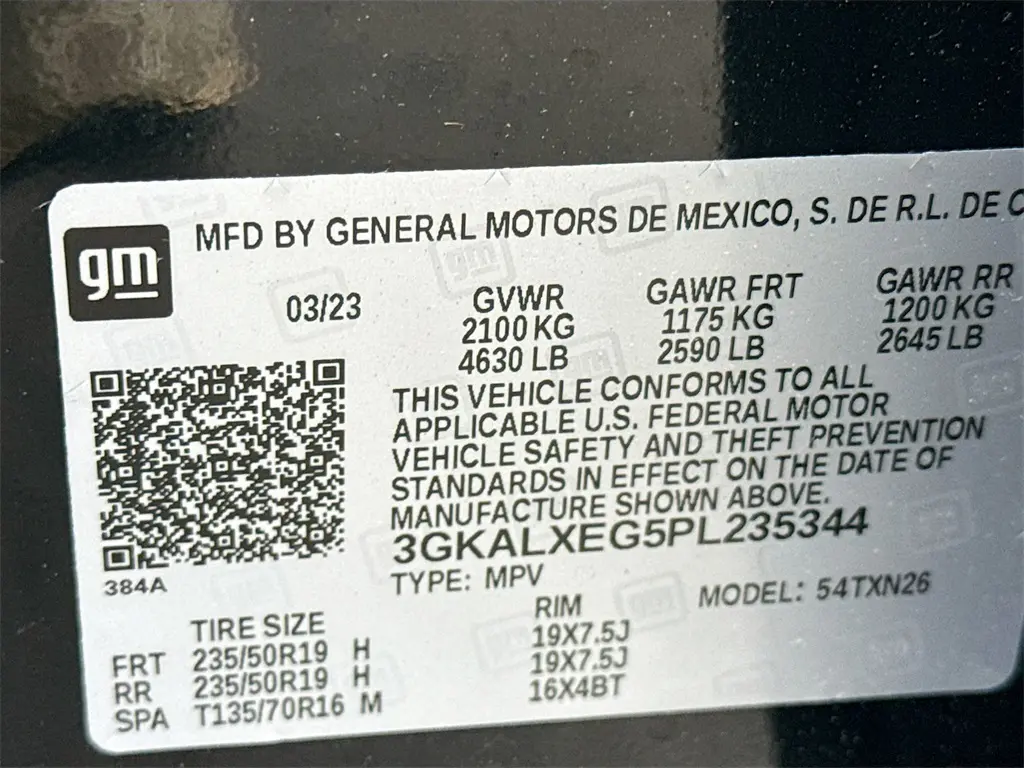 gm
MFD BY GENERAL MOTORS DE MEXICO, S. DE R.L. DE C
03/23
GVWR
2100 KG
4630 LB
GAWR FRT
1175 KG
2590 LB
GAWR RR
1200 KG
2645 LB
THIS VEHICLE CONFORMS TO ALL
APPLICABLE U.S. FEDERAL MOTOR
VEHICLE SAFETY AND THEFT PREVENTION
STANDARDS IN EFFECT ON THE DATE OF
MANUFACTURE SHOWN ABOVE.
3GKALXEG5PL235344
384A
TYPE: MPV
MODEL: 54TXN26
TIRE SIZE RIM
FRT 235/50R19 H 19X7.5J
RR 235/50R19 H 19X7.5J
SPA T135/70R16 M 16X4BT